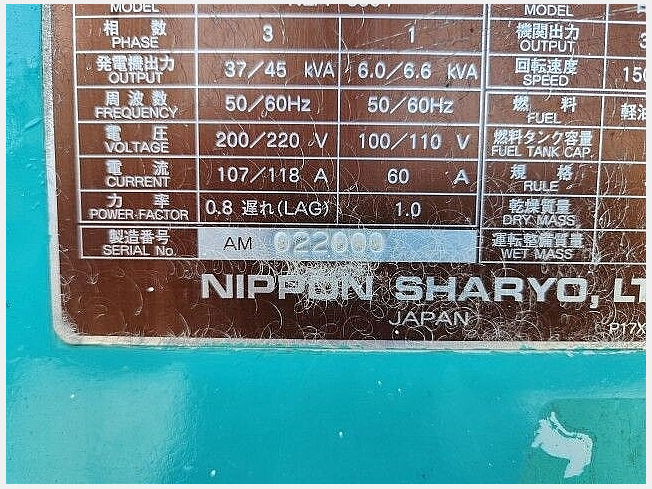 MODEL MODEL
相数 PHASE 3 1 機関出力 OUTPUT
発電機出力 OUTPUT 37/45 kVA 6.0/6.6 kVA 回転速度 SPEED
周波数 FREQUENCY 50/60Hz 50/60Hz 燃料 FUEL 軽油
電圧 VOLTAGE 200/220 V 100/110 V 燃料タンク容量 FUEL TANK CAP.
電流 CURRENT 107/118 A 60 A 規格 RULE
力率 POWER-FACTOR 0.8 遅れ(LAG) 1.0 乾燥質量 DRY MASS
製造番号 SERIAL No. AM 022000 運転整備質量 WET MASS
NIPPON SHARYO, LT
JAPAN
P17X